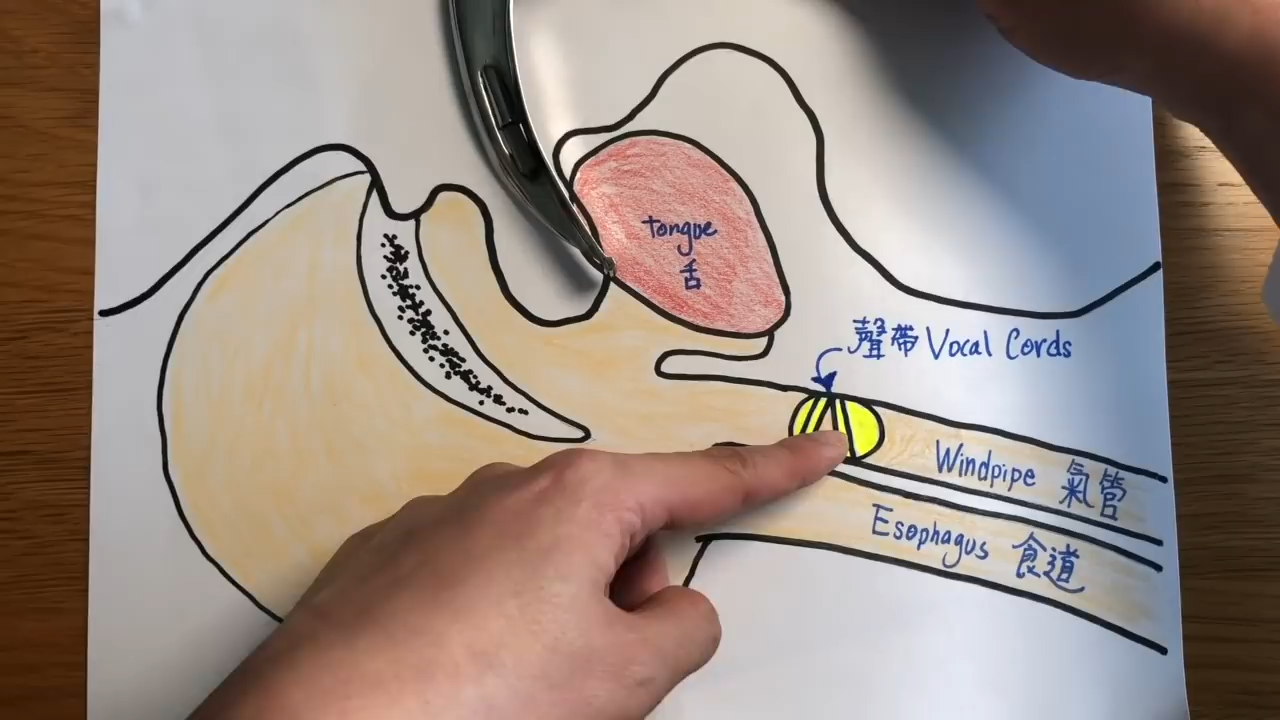 tongue
舌
聲帶 Vocal Cords
Windpipe 氣管
Esophagus 食道